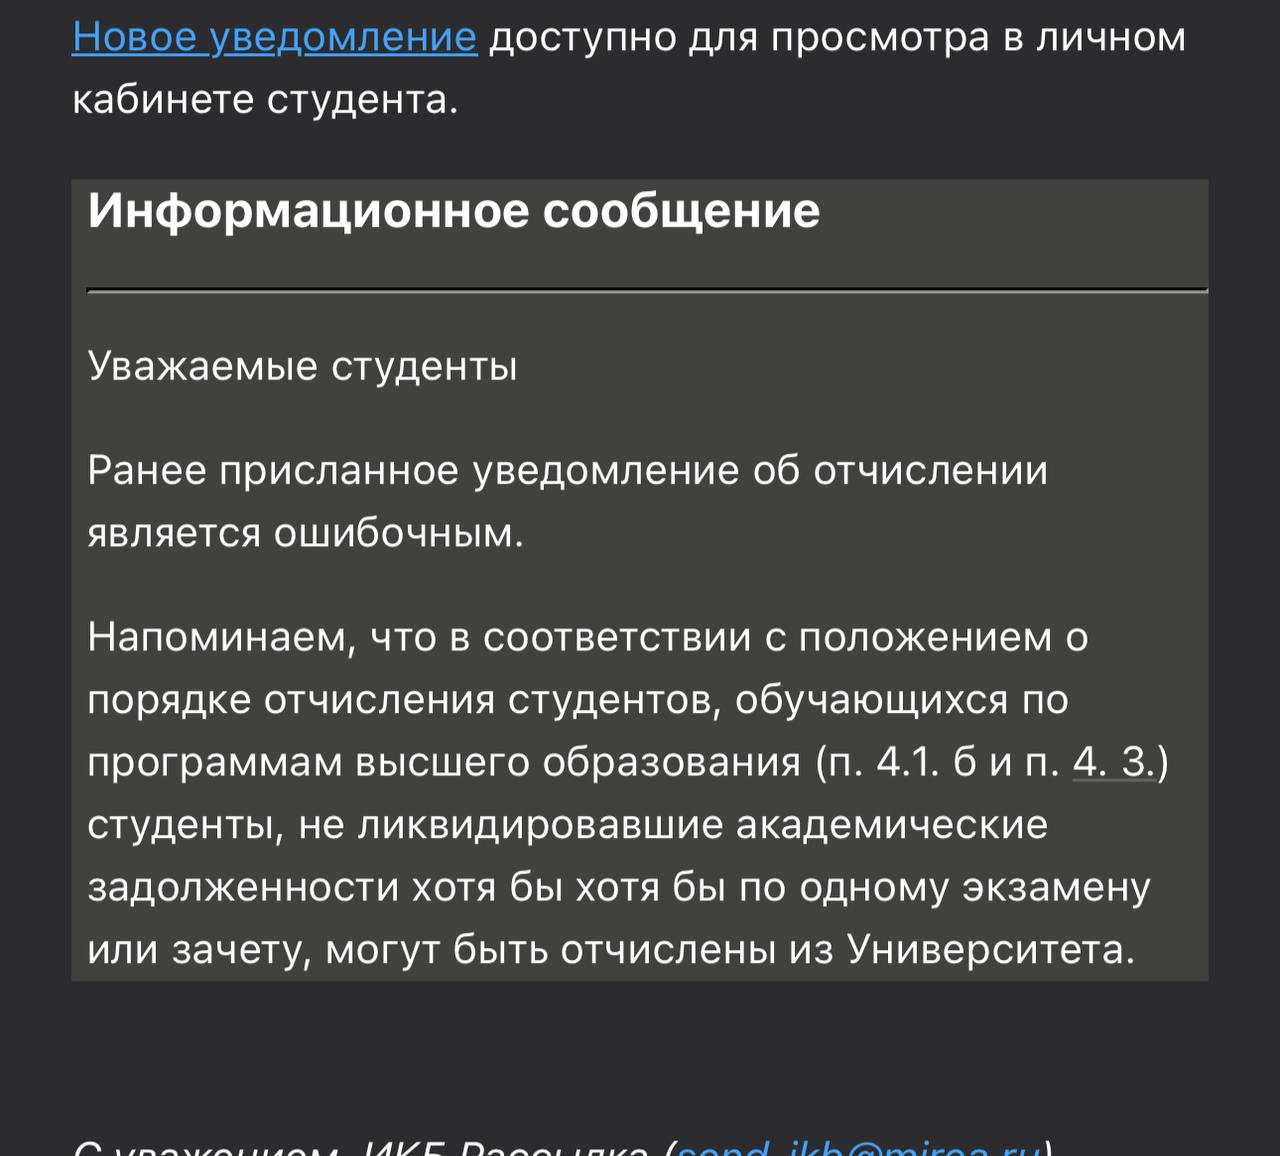 Новое уведомление доступно для просмотра в личном
кабинете студента.
Информационное сообщение
Уважаемые студенты
Ранее присланное уведомление об отчислении
является ошибочным.
Напоминаем, что в соответствии с положением о
порядке отчисления студентов, обучающихся по
программам высшего образования (п. 4.1. б и п. 4. 3.)
студенты, не ликвидировавшие академические
задолженности хотя бы хотя бы по одному экзамену
или зачету, могут быть отчислены из Университета.
С уважением, ИКБ Рассылка (send_ikb@mirea.ru)